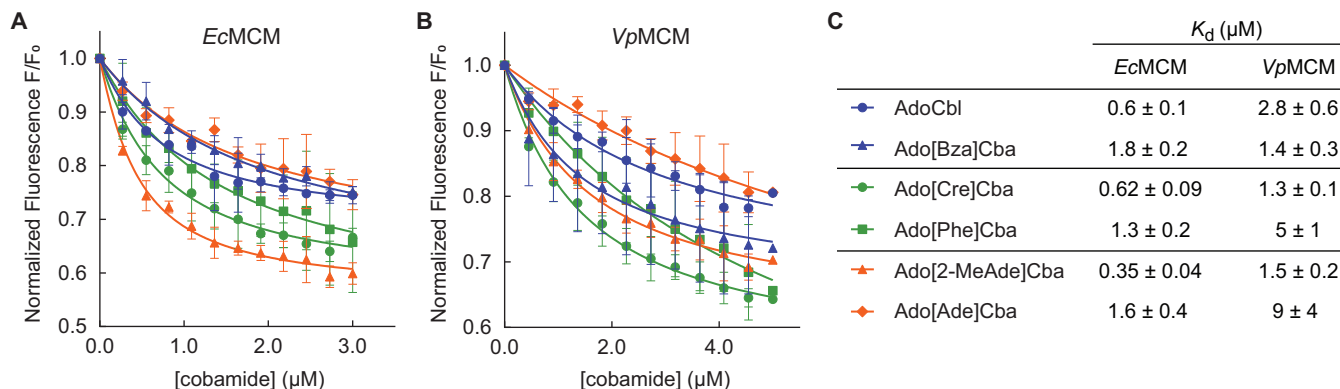 A
EcMCM
Normalized Fluorescence F/F₀
1.0
0.9
0.8
0.7
0.6
0.5
0.0
1.0
2.0
3.0
[cobamide] (µM)
B
VpMCM
Normalized Fluorescence F/F₀
1.0
0.9
0.8
0.7
0.6
0.0
2.0
4.0
[cobamide] (µM)
C
Kd (µM)
EcMCM VpMCM
AdoCbl 0.6 ± 0.1 2.8 ± 0.6
Ado[Bza]Cba 1.8 ± 0.2 1.4 ± 0.3
Ado[Cre]Cba 0.62 ± 0.09 1.3 ± 0.1
Ado[Phe]Cba 1.3 ± 0.2 5 ± 1
Ado[2-MeAde]Cba 0.35 ± 0.04 1.5 ± 0.2
Ado[Ade]Cba 1.6 ± 0.4 9 ± 4